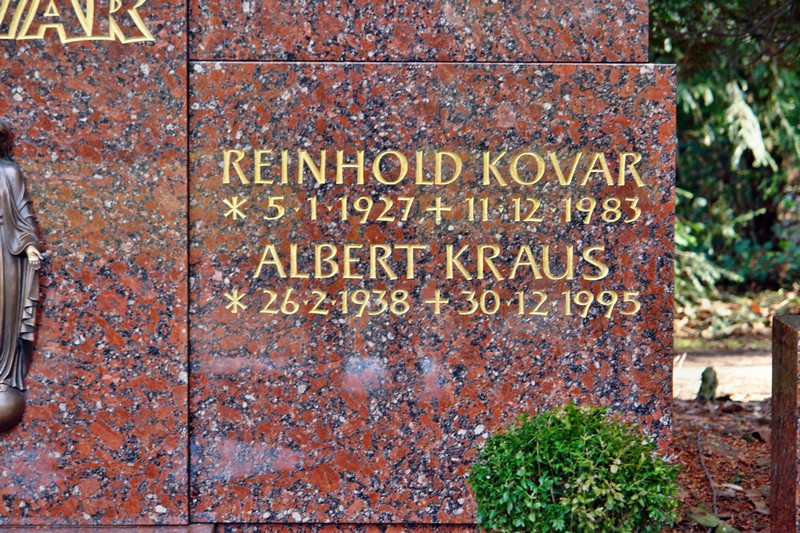 REINHOLD KOVAR
* 5·1·1927 + 11·12·1983
ALBERT KRAUS
* 26·2·1938 + 30·12·1995